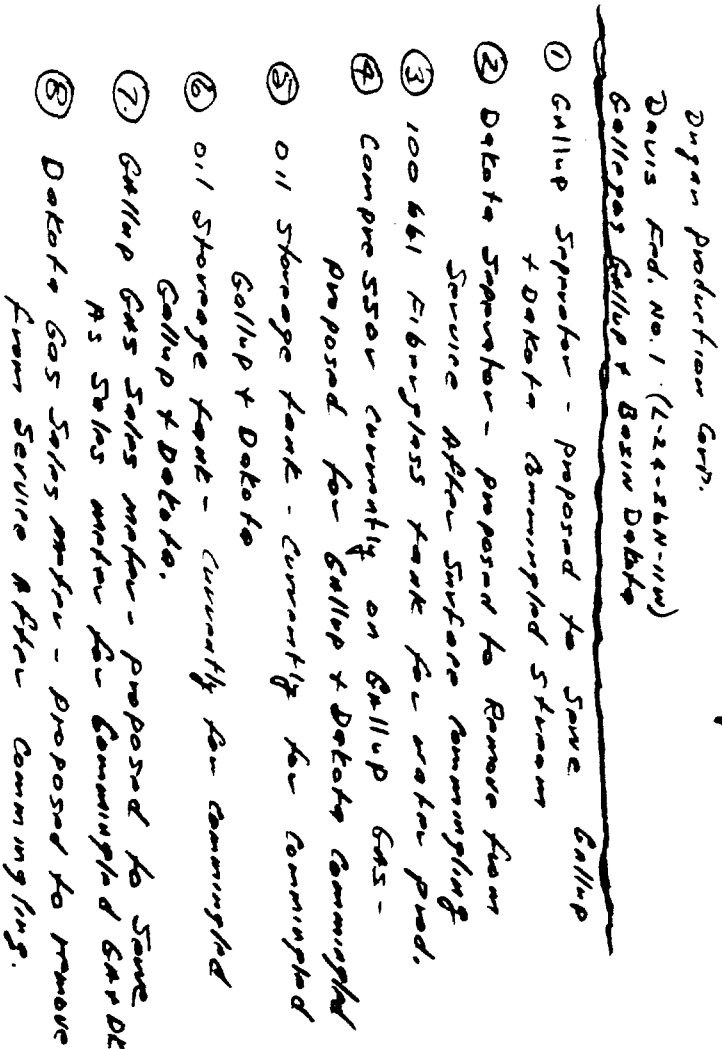 Dugan Production Corp.
Davis Fed. No. 1 (L-24-26N-11W)
Gallegos Gallup & Basin Dakota
① Gallup Seperator - proposed to Serve Gallup
+ Dakota Commingled Stream
② Dakota Seperator - proposed to Remove from
Service After Surface Commingling
③ 100 bbl Fiberglass tank for water prod.
④ Compressor currently on Gallup Gas -
proposed for Gallup + Dakota Commingled
⑤ oil storeage tank - currently for commingled
Gallup + Dakota
⑥ oil storeage tank - currently for commingled
Gallup + Dakota.
⑦ Gallup Gas Sales meter - proposed to Serve
As Sales meter for Commingled GA+DK
⑧ Dakota Gas Sales meter - proposed to remove
from Service After Commingling.